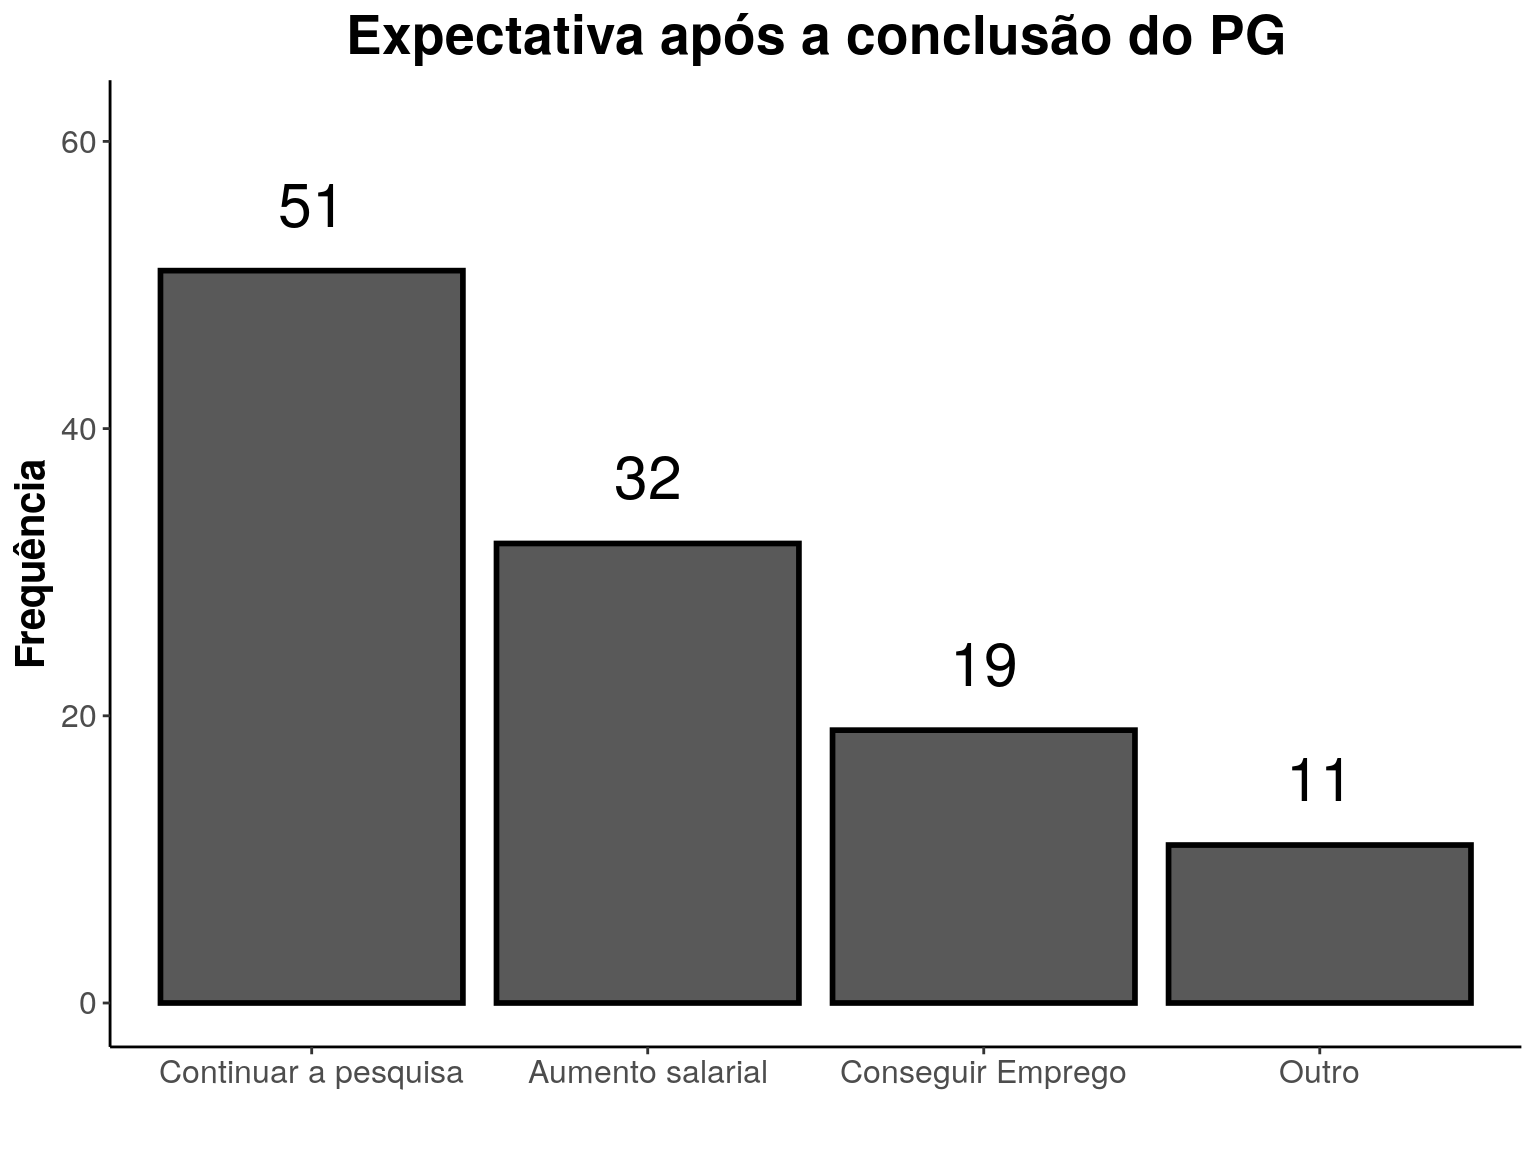 Expectativa após a conclusão do PG
Frequência
60
40
20
0
51
32
19
11
Continuar a pesquisa
Aumento salarial
Conseguir Emprego
Outro